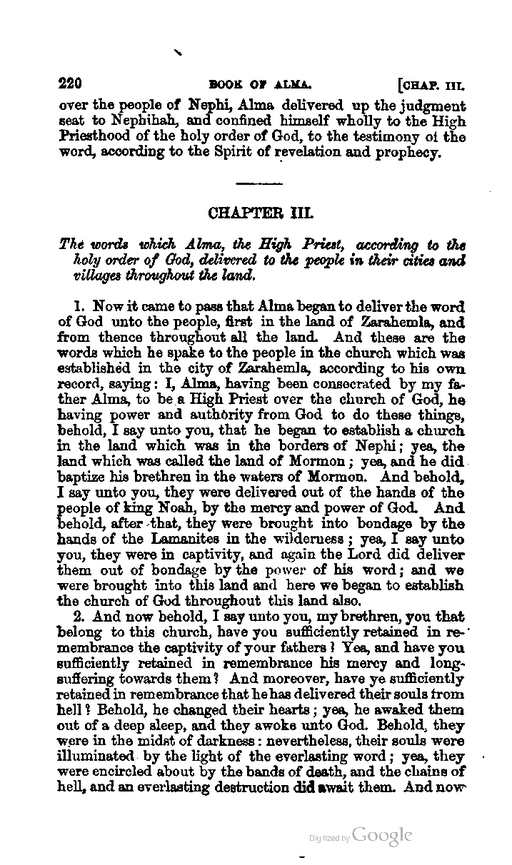 220 BOOK OF ALMA. [CHAP. III.
over the people of Nephi, Alma delivered up the judgment
seat to Nephihah, and confined himself wholly to the High
Priesthood of the holy order of God, to the testimony of the
word, according to the Spirit of revelation and prophecy.
CHAPTER III.
The words which Alma, the High Priest, according to the
holy order of God, delivered to the people in their cities and
villages throughout the land.
1. Now it came to pass that Alma began to deliver the word
of God unto the people, first in the land of Zarahemla, and
from thence throughout all the land. And these are the
words which he spake to the people in the church which was
established in the city of Zarahemla, according to his own
record, saying: I, Alma, having been consecrated by my fa-
ther Alma, to be a High Priest over the church of God, he
having power and authority from God to do these things,
behold, I say unto you, that he began to establish a church
in the land which was in the borders of Nephi; yea, the
land which was called the land of Mormon; yea, and he did
baptize his brethren in the waters of Mormon. And behold,
I say unto you, they were delivered out of the hands of the
people of king Noah, by the mercy and power of God. And
behold, after that, they were brought into bondage by the
hands of the Lamanites in the wilderness; yea, I say unto
you, they were in captivity, and again the Lord did deliver
them out of bondage by the power of his word; and we
were brought into this land and here we began to establish
the church of God throughout this land also.
2. And now behold, I say unto you, my brethren, you that
belong to this church, have you sufficiently retained in re-
membrance the captivity of your fathers? Yea, and have you
sufficiently retained in remembrance his mercy and long-
suffering towards them? And moreover, have ye sufficiently
retained in remembrance that he has delivered their souls from
hell? Behold, he changed their hearts; yea, he awaked them
out of a deep sleep, and they awoke unto God. Behold, they
were in the midst of darkness: nevertheless, their souls were
illuminated by the light of the everlasting word; yea, they
were encircled about by the bands of death, and the chains of
hell, and an everlasting destruction did await them. And now
Digitized by Google